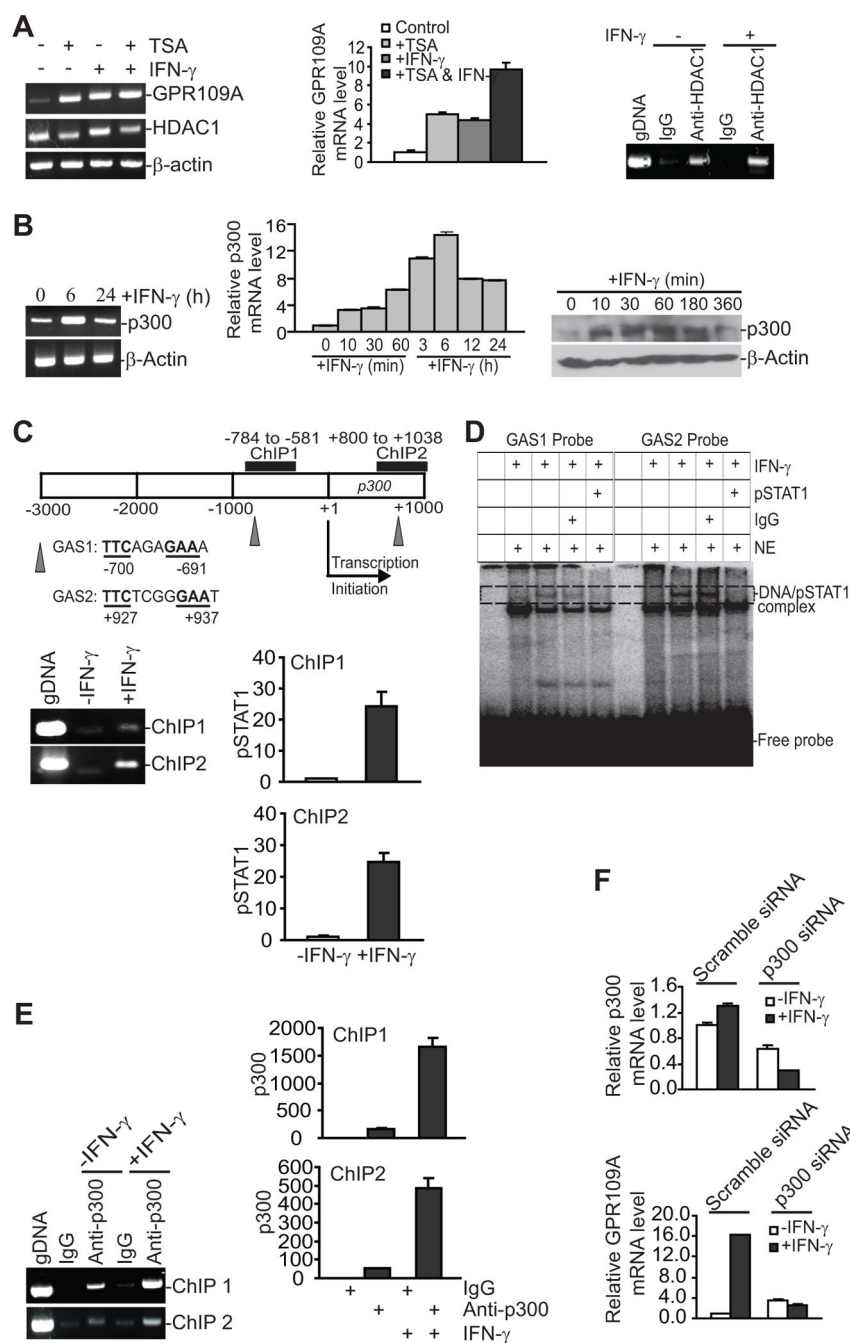 A
- + - + TSA
- - + + IFN-γ
-GPR109A
-HDAC1
-β-actin
Relative GPR109A
mRNA level
12
10
8
6
4
2
0
Control
+TSA
+IFN-γ
+TSA & IFN-γ
IFN-γ - +
gDNA
IgG
Anti-HDAC1
IgG
Anti-HDAC1
B
0 6 24 +IFN-γ (h)
-p300
-β-Actin
Relative p300
mRNA level
16
12
8
4
0
0 10 30 60 3 6 12 24
+IFN-γ (min) +IFN-γ (h)
+IFN-γ (min)
0 10 30 60 180 360
-p300
-β-Actin
C
-784 to -581 +800 to +1038
ChIP1 ChIP2
p300
-3000 -2000 -1000 +1 +1000
GAS1: TTCAGAGAAA
-700 -691
GAS2: TTCTCGGGAAT
+927 +937
Transcription
Initiation
gDNA
-IFN-γ
+IFN-γ
-ChIP1
-ChIP2
ChIP1
pSTAT1
40
30
20
10
0
ChIP2
pSTAT1
40
30
20
10
0
-IFN-γ +IFN-γ
D
GAS1 Probe GAS2 Probe
+ + + + + + + + IFN-γ
+ + pSTAT1
+ + IgG
+ + + + + + + + NE
-DNA/pSTAT1
complex
-Free probe
E
-IFN-γ +IFN-γ
gDNA
IgG
Anti-p300
IgG
Anti-p300
-ChIP 1
-ChIP 2
ChIP1
p300
2000
1500
1000
500
0
ChIP2
p300
600
500
400
300
200
100
0
+ + IgG
+ + Anti-p300
+ + IFN-γ
F
Scramble siRNA
p300 siRNA
Relative p300
mRNA level
1.6
1.2
0.8
0.4
0.0
-IFN-γ
+IFN-γ
Scramble siRNA
p300 siRNA
Relative GPR109A
mRNA level
20.0
16.0
12.0
8.0
4.0
0.0
-IFN-γ
+IFN-γ